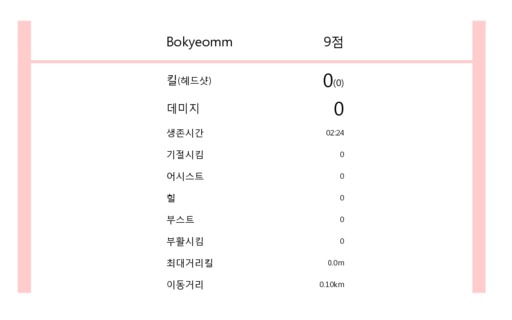 Bokyeomm 9점
킬(헤드샷) 0(0)
데미지 0
생존시간 02:24
기절시킴 0
어시스트 0
힐 0
부스트 0
부활시킴 0
최대거리킬 0.0m
이동거리 0.10km